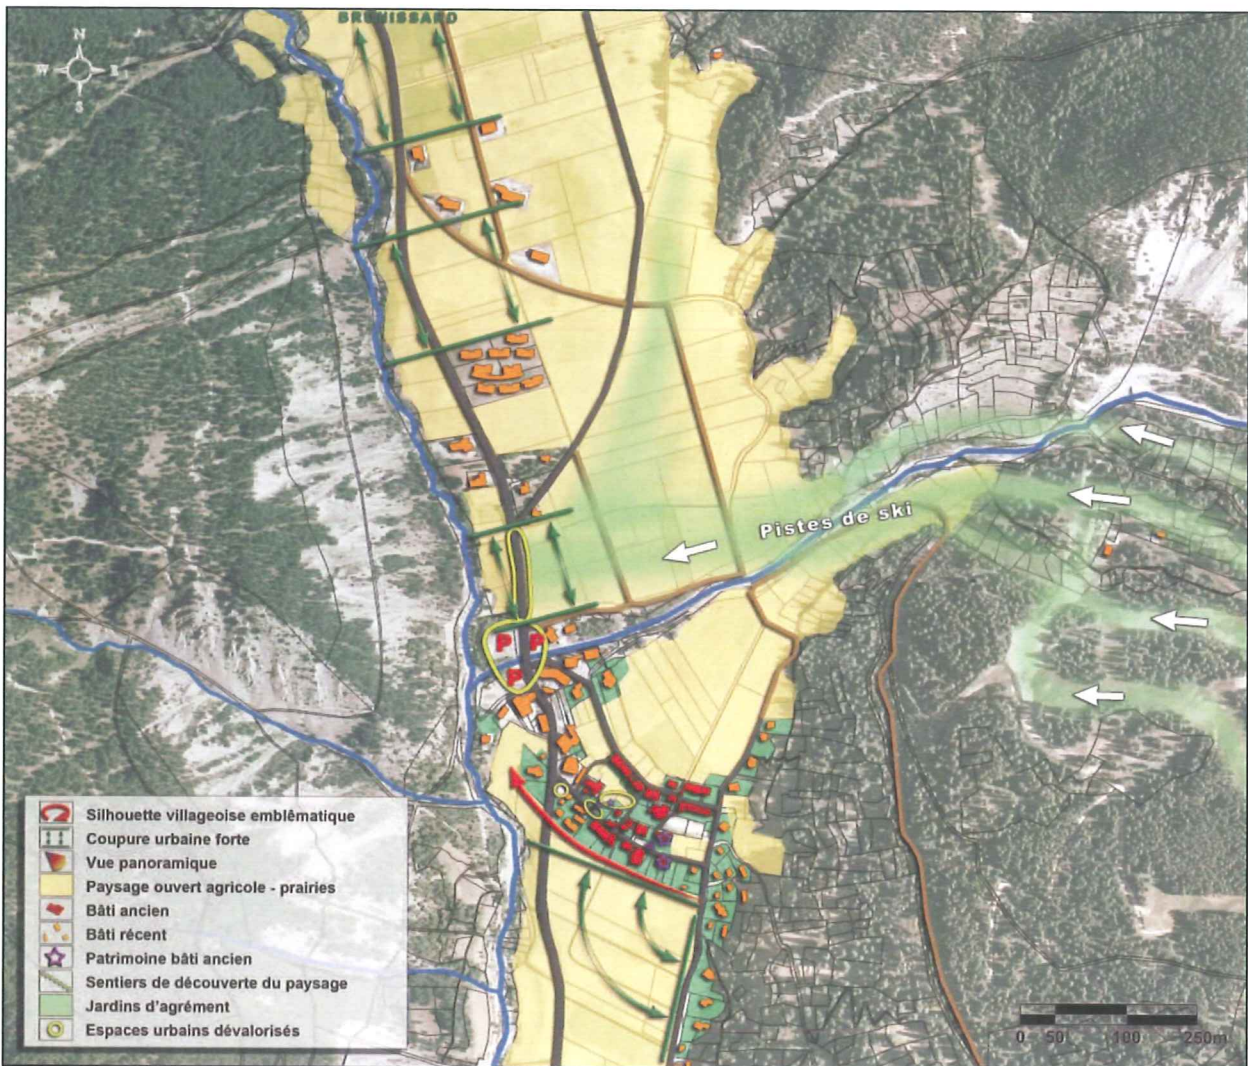 BRUNISSARD
N
W E
S
Pistes de ski
P P
P
Silhouette villageoise emblêmatique
Coupure urbaine forte
Vue panoramique
Paysage ouvert agricole - prairies
Bâti ancien
Bâti récent
Patrimoine bâti ancien
Sentiers de découverte du paysage
Jardins d'agrément
Espaces urbains dévalorisés
0 50 100 250m